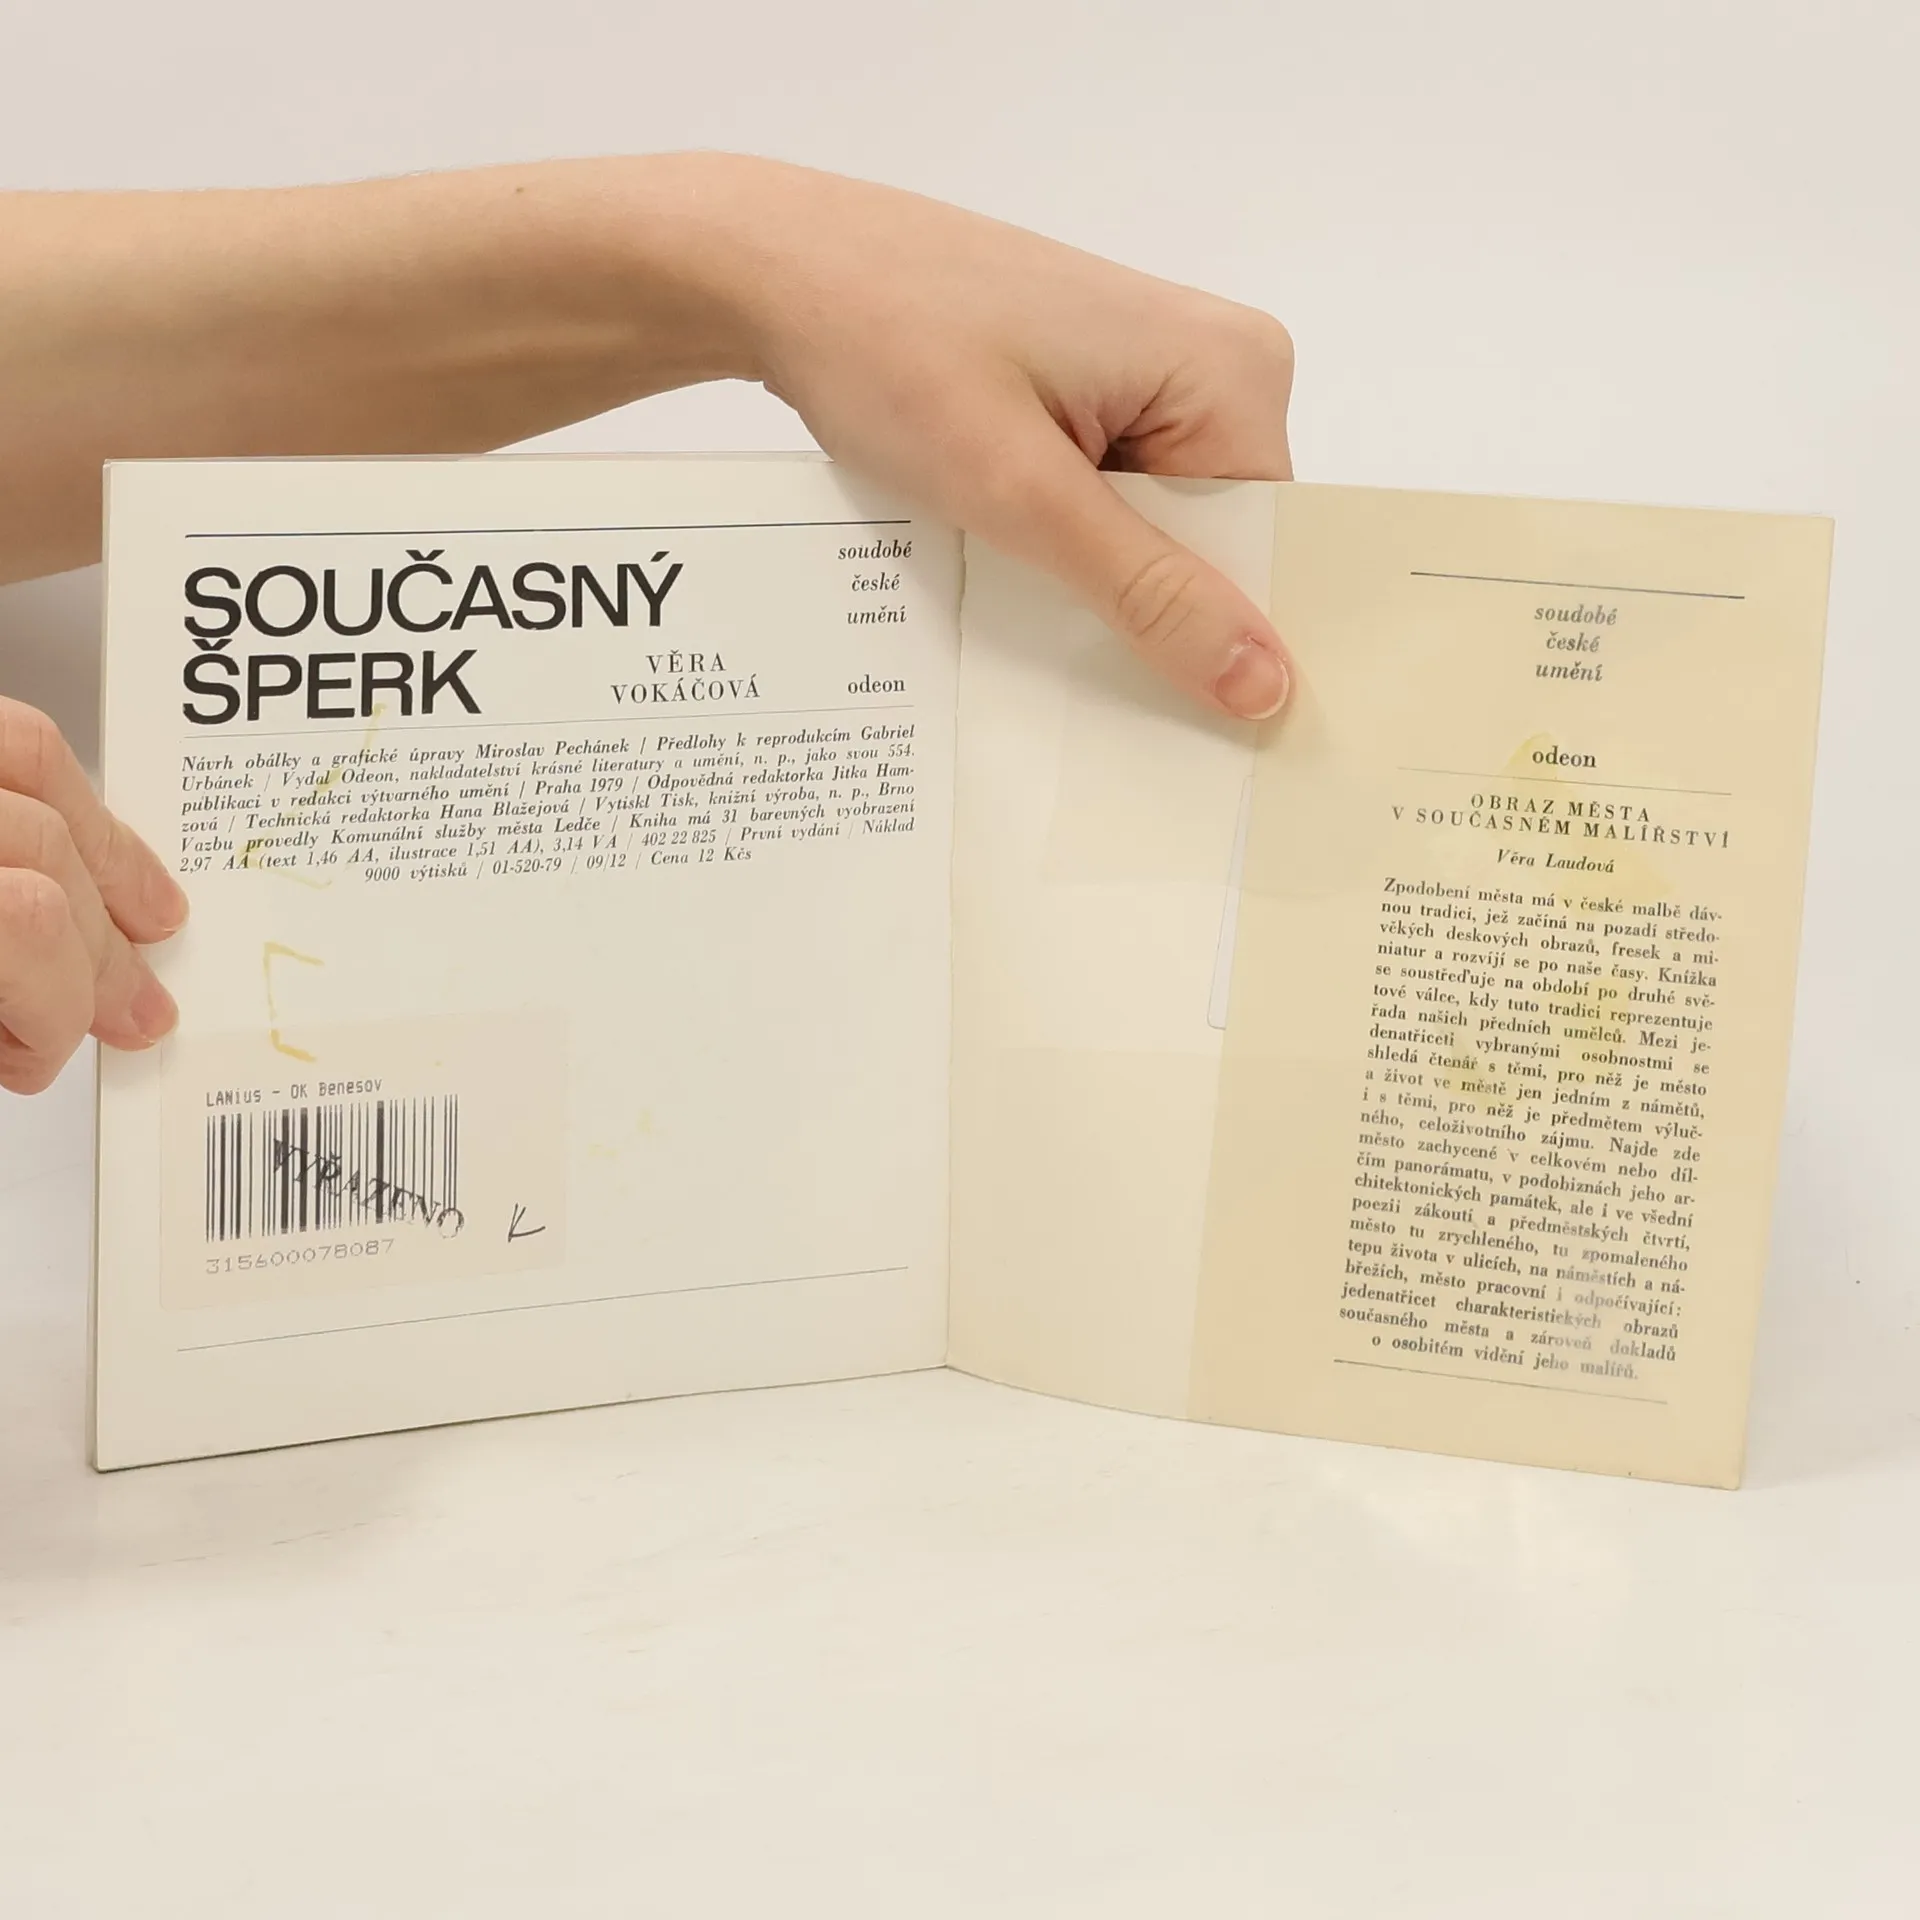 SOUČASNÝ
ŠPERK
VĚRA
VOKÁČOVÁ
soudobé
české
umění
odeon
Návrh obálky a grafické úpravy Miroslav Pechánek / Předlohy k reprodukcím Gabriel
Urbánek / Vydal Odeon, nakladatelství krásné literatury a umění, n. p., jako svou 554.
publikaci v redakci výtvarného umění / Praha 1979 / Odpovědná redaktorka Jitka Ham-
zová / Technická redaktorka Hana Blažejová / Vytiskl Tisk, knižní výroba, n. p., Brno
Vazbu provedly Komunální služby města Ledče / Kniha má 31 barevných vyobrazení
2,97 AA (text 1,46 AA, ilustrace 1,51 AA), 3,14 VA / 402 22 825 / První vydání / Náklad
9000 výtisků / 01-520-79 / 09/12 / Cena 12 Kčs
LANius - OK Benesov
VYŘAZENO
K
315600078087
soudobé
české
umění
odeon
OBRAZ MĚSTA
V SOUČASNÉM MALÍŘSTVÍ
Věra Laudová
Zpodobení města má v české malbě dáv-
nou tradici, jež začíná na pozadí středo-
věkých deskových obrazů, fresek a mi-
niatur a rozvíjí se po naše časy. Knížka
se soustřeďuje na období po druhé svě-
tové válce, kdy tuto tradici reprezentuje
řada našich předních umělců. Mezi je-
denatřiceti vybranými osobnostmi se
shledá čtenář s těmi, pro něž je město
a život ve městě jen jedním z námětů,
i s těmi, pro něž je předmětem výluč-
ného, celoživotního zájmu. Najde zde
město zachycené v celkovém nebo díl-
čím panorámatu, v podobiznách jeho ar-
chitektonických památek, ale i ve všední
poezii zákoutí a předměstských čtvrtí,
město tu zrychleného, tu zpomaleného
tepu života v ulicích, na náměstích a ná-
břežích, město pracovní i odpočívající:
jedenatřicet charakteristických obrazů
současného města a zároveň dokladů
o osobitém vidění jeho malířů.